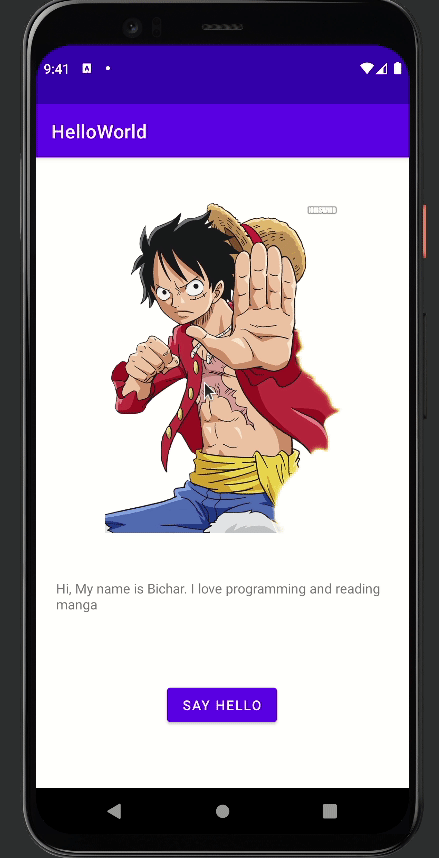 9:41
HelloWorld
Hi, My name is Bichar. I love programming and reading
manga
SAY HELLO